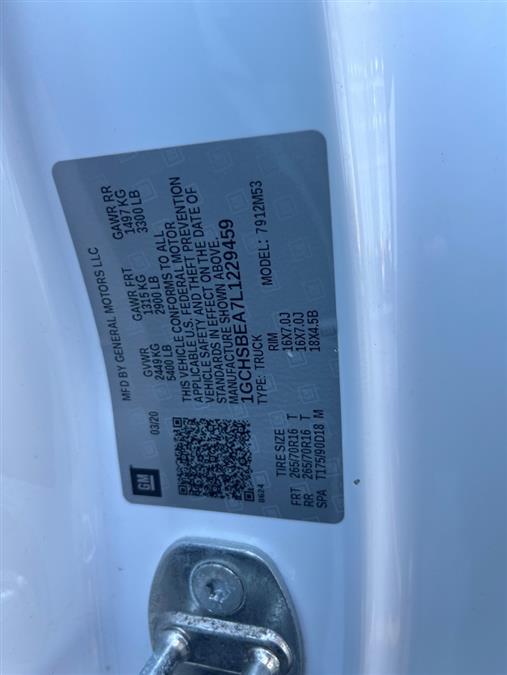 GM
MFD BY GENERAL MOTORS LLC
03/20
GVWR GAWR FRT GAWR RR
2449 KG 1315 KG 1497 KG
5400 LB 2900 LB 3300 LB
THIS VEHICLE CONFORMS TO ALL
APPLICABLE U.S. FEDERAL MOTOR
VEHICLE SAFETY AND THEFT PREVENTION
STANDARDS IN EFFECT ON THE DATE OF
MANUFACTURE SHOWN ABOVE.
1GCHSBEA7L1229459
TYPE: TRUCK MODEL: 7912M53
0624
TIRE SIZE RIM
FRT 265/70R16 T 16X7.0J
RR 265/70R16 T 16X7.0J
SPA T175/90D18 M 18X4.5B